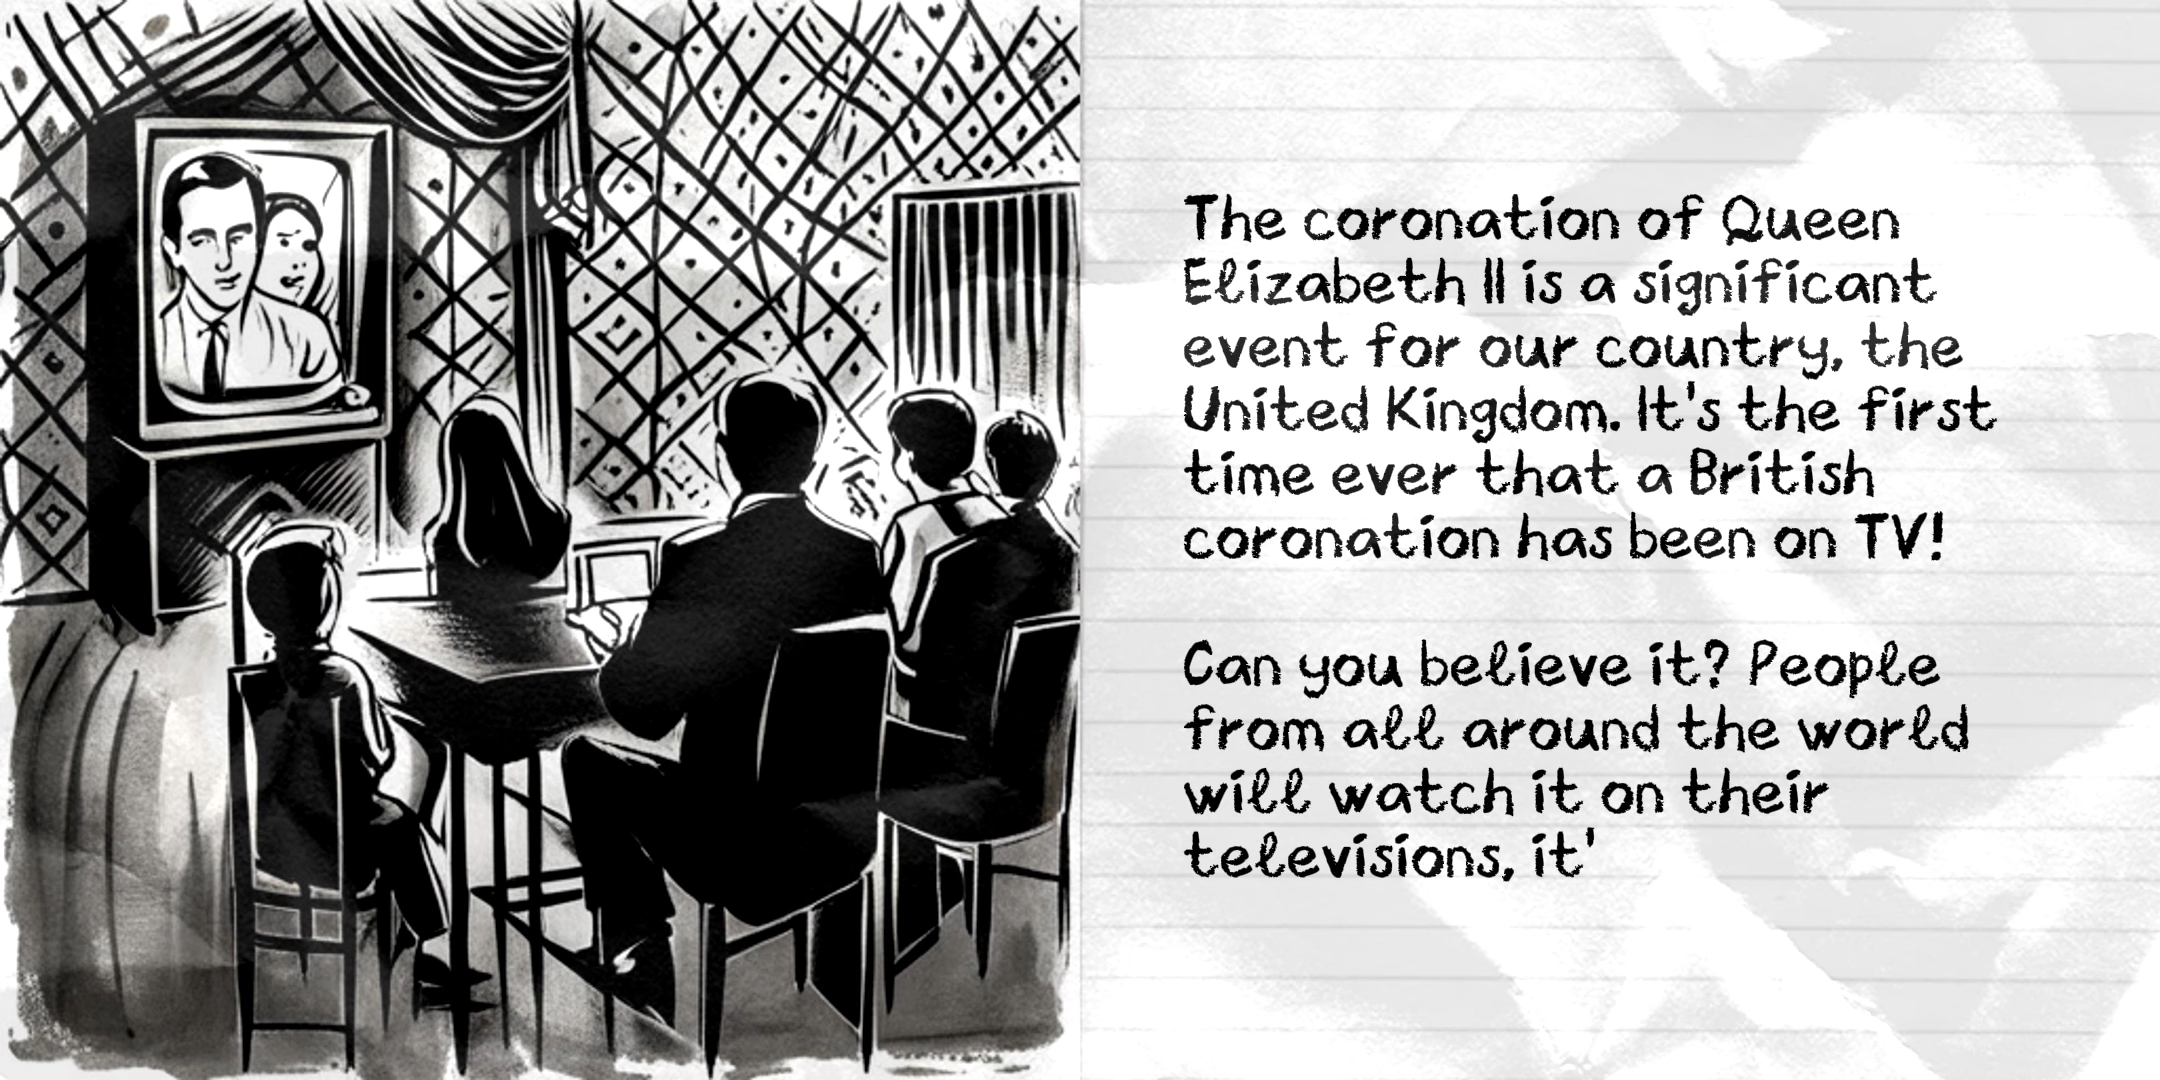 The coronation of Queen
Elizabeth II is a significant
event for our country, the
United Kingdom. It's the first
time ever that a British
coronation has been on TV!
Can you believe it? People
from all around the world
will watch it on their
televisions, it'